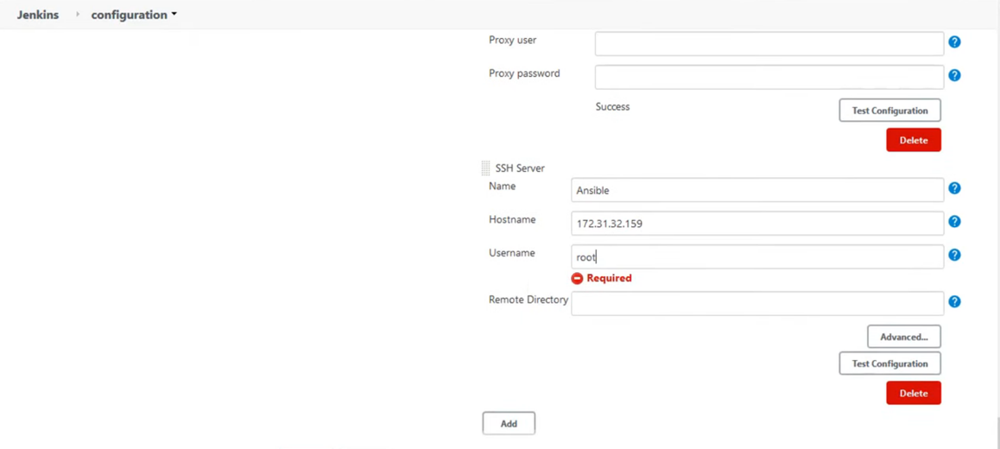 Jenkins › configuration
Proxy user
Proxy password
Success Test Configuration
Delete
SSH Server
Name Ansible
Hostname 172.31.32.159
Username root
Required
Remote Directory
Advanced...
Test Configuration
Delete
Add